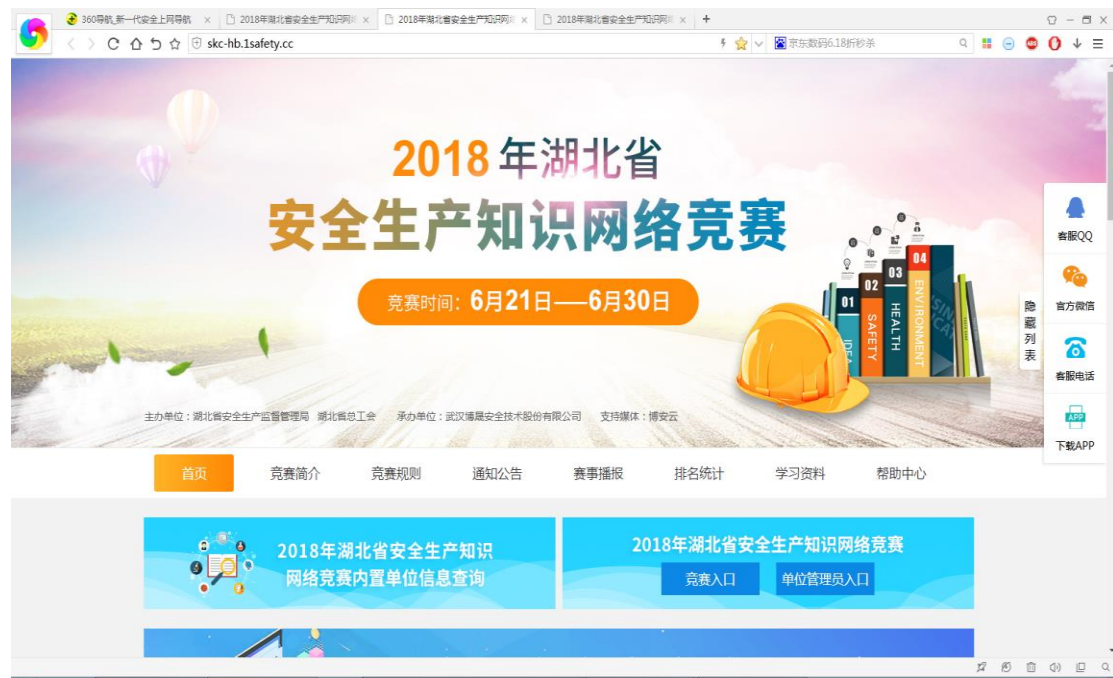 360导航_新一代安全上网导航
2018年湖北省安全生产知识网络
2018年湖北省安全生产知识网络
2018年湖北省安全生产知识网络
skc-hb.1safety.cc
京东数码6.18折秒杀
2018年湖北省
安全生产知识网络竞赛
竞赛时间：6月21日——6月30日
01
02
03
04
IDEA
SAFETY
HEALTH
ENVIRONMENT
主办单位：湖北省安全生产监督管理局 湖北省总工会 承办单位：武汉博晟安全技术股份有限公司 支持媒体：博安云
隐藏列表
客服QQ
官方微信
客服电话
APP
下载APP
首页 竞赛简介 竞赛规则 通知公告 赛事播报 排名统计 学习资料 帮助中心
2018年湖北省安全生产知识
网络竞赛内置单位信息查询
2018年湖北省安全生产知识网络竞赛
竞赛入口 单位管理员入口